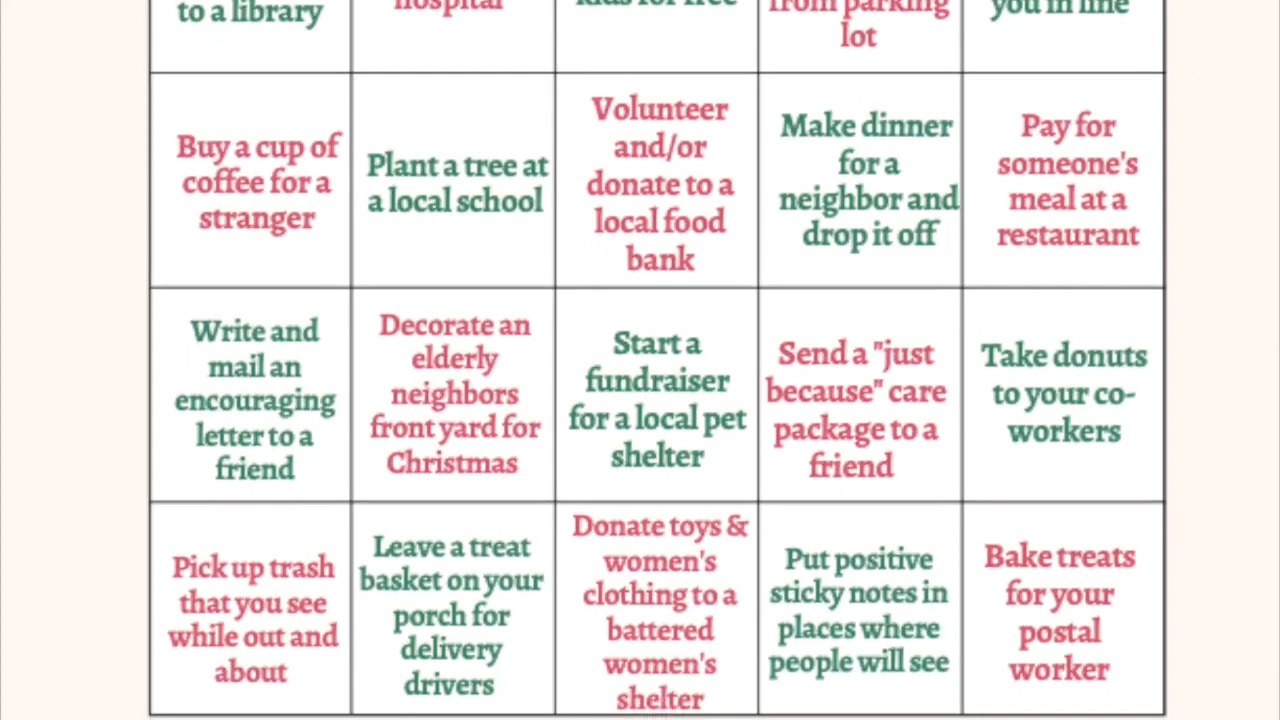 to a library
hospital
kids for free
from parking
lot
you in line
Buy a cup of
coffee for a
stranger
Plant a tree at
a local school
Volunteer
and/or
donate to a
local food
bank
Make dinner
for a
neighbor and
drop it off
Pay for
someone's
meal at a
restaurant
Write and
mail an
encouraging
letter to a
friend
Decorate an
elderly
neighbors
front yard for
Christmas
Start a
fundraiser
for a local pet
shelter
Send a "just
because" care
package to a
friend
Take donuts
to your co-
workers
Pick up trash
that you see
while out and
about
Leave a treat
basket on your
porch for
delivery
drivers
Donate toys &
women's
clothing to a
battered
women's
shelter
Put positive
sticky notes in
places where
people will see
Bake treats
for your
postal
worker